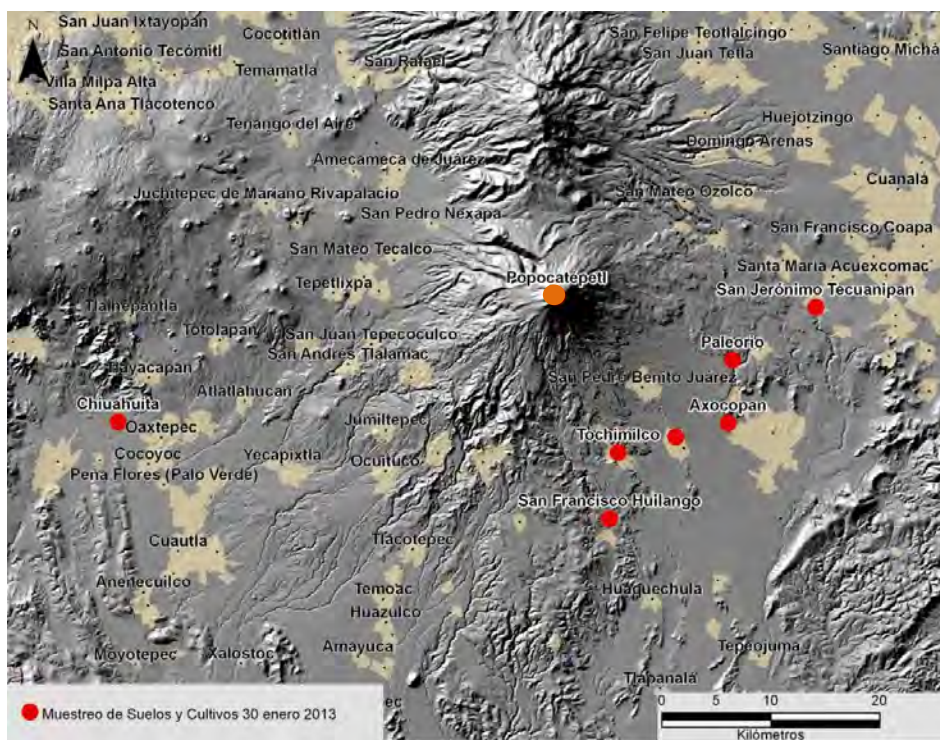 San Juan Ixtayopan
Cocotitlán
San Felipe Teotlalcingo
N
San Antonio Tecómitl
San Juan Tetla
Santiago Michá
San Rafael
Temamatla
Villa Milpa Alta
Santa Ana Tlacotenco
Huejotzingo
Tenango del Aire
Domingo Arenas
Amecameca de Juárez
Cuanalá
Juchitepec de Mariano Rivapalacio
San Mateo Ozolco
San Pedro Nexapa
San Francisco Coapa
San Mateo Tecalco
Santa María Acuexcomac
Popocatepetl
Tepetlixpa
San Jerónimo Tecuanipan
Tlalnepantla
Totolapan
San Juan Tepecoculco
Paleorio
San Andrés Tlalamac
Tlayacapan
San Pedro Benito Juárez
Atlatlahucan
Chiuahuita
Axocopan
Jumiltepec
Oaxtepec
Tochimilco
Cocoyoc
Yecapixtla
Ocuituco
Peña Flores (Palo Verde)
San Francisco Huilango
Cuautla
Tlacotepec
Anenecuilco
Temoac
Huaquechula
Huazulco
Amayuca
Tepeojuma
Moyotepec
Xalostoc
Tlapanalá
ec
Muestreo de Suelos y Cultivos 30 enero 2013
0 5 10 20
Kilómetros